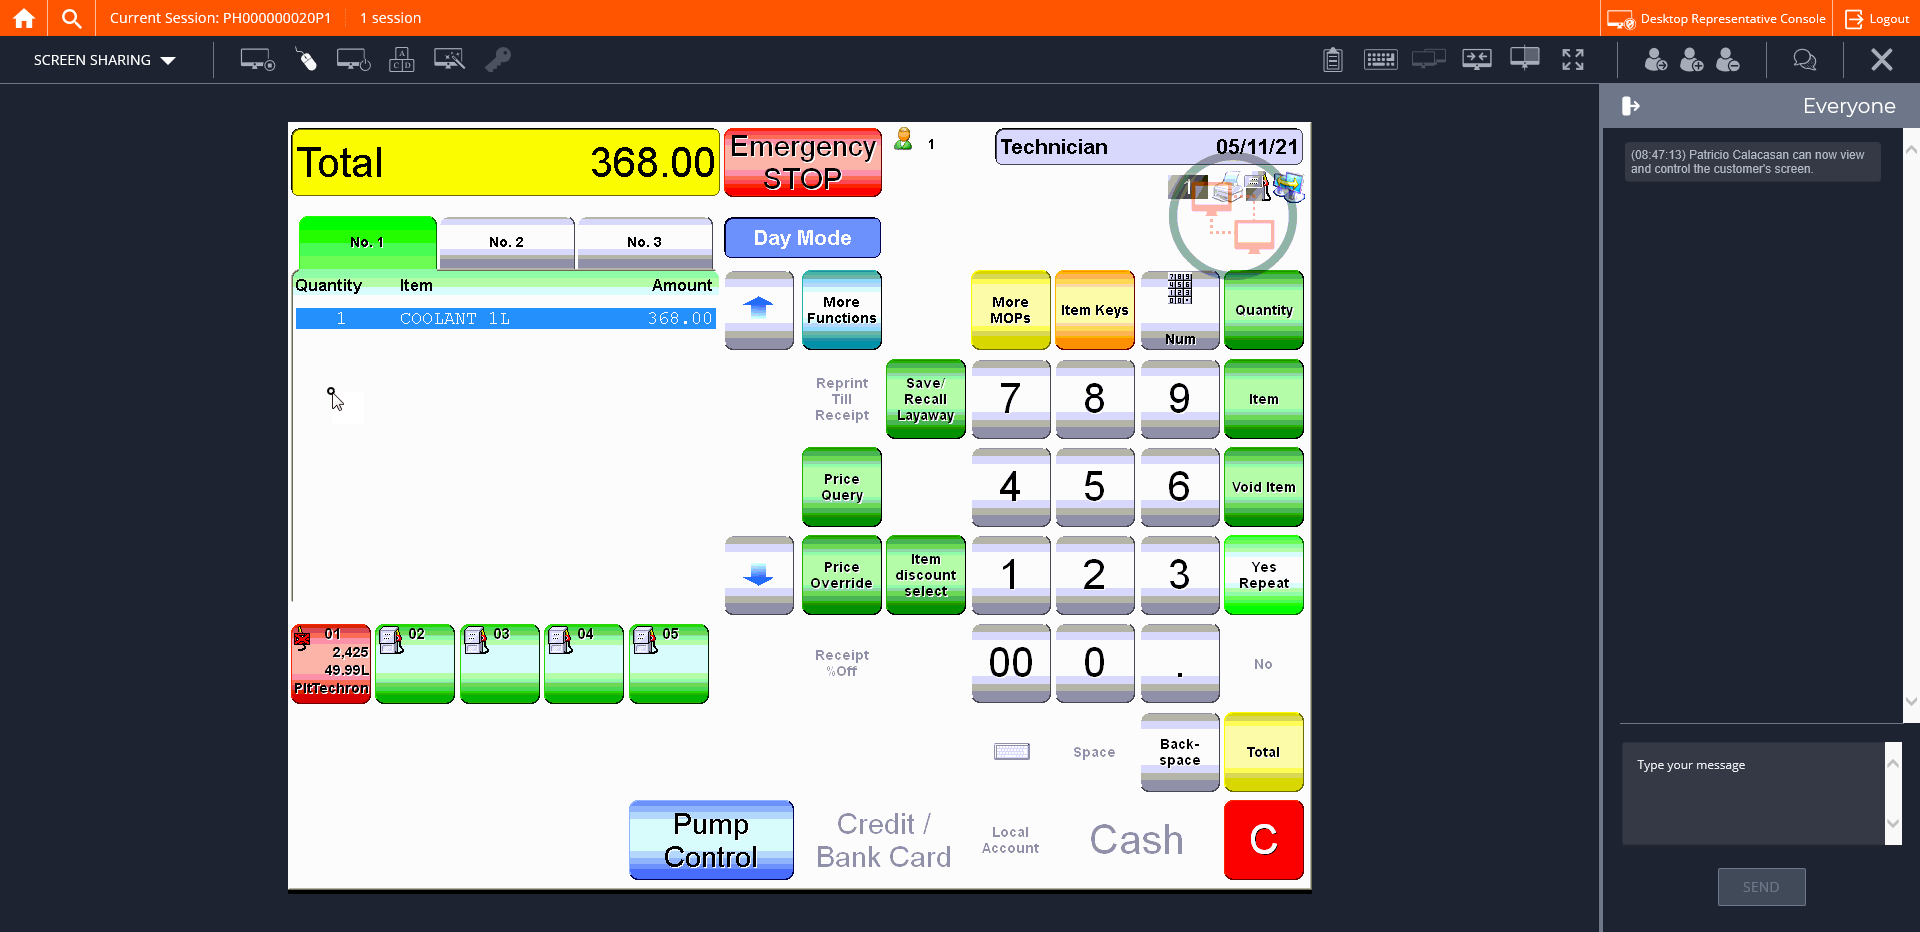 Current Session: PH000000020P1 1 session Desktop Representative Console Logout
SCREEN SHARING
Everyone
(08:47:13) Patricio Calacasan can now view
and control the customer's screen.
Total 368.00
Emergency
STOP
1
Technician 05/11/21
1
No. 1 No. 2 No. 3
Day Mode
Quantity Item Amount
1 COOLANT 1L 368.00
More
Functions
More
MOPs
Item Keys
Num
Quantity
Reprint
Till
Receipt
Save/
Recall
Layaway
7 8 9
Item
Price
Query
4 5 6
Void Item
Price
Override
Item
discount
select
1 2 3
Yes
Repeat
01
2,425
49.99L
PltTechron
02 03 04 05
Receipt
%Off
00 0 .
No
Space
Back-
space
Total
Pump
Control
Credit /
Bank Card
Local
Account
Cash
C
Type your message
SEND